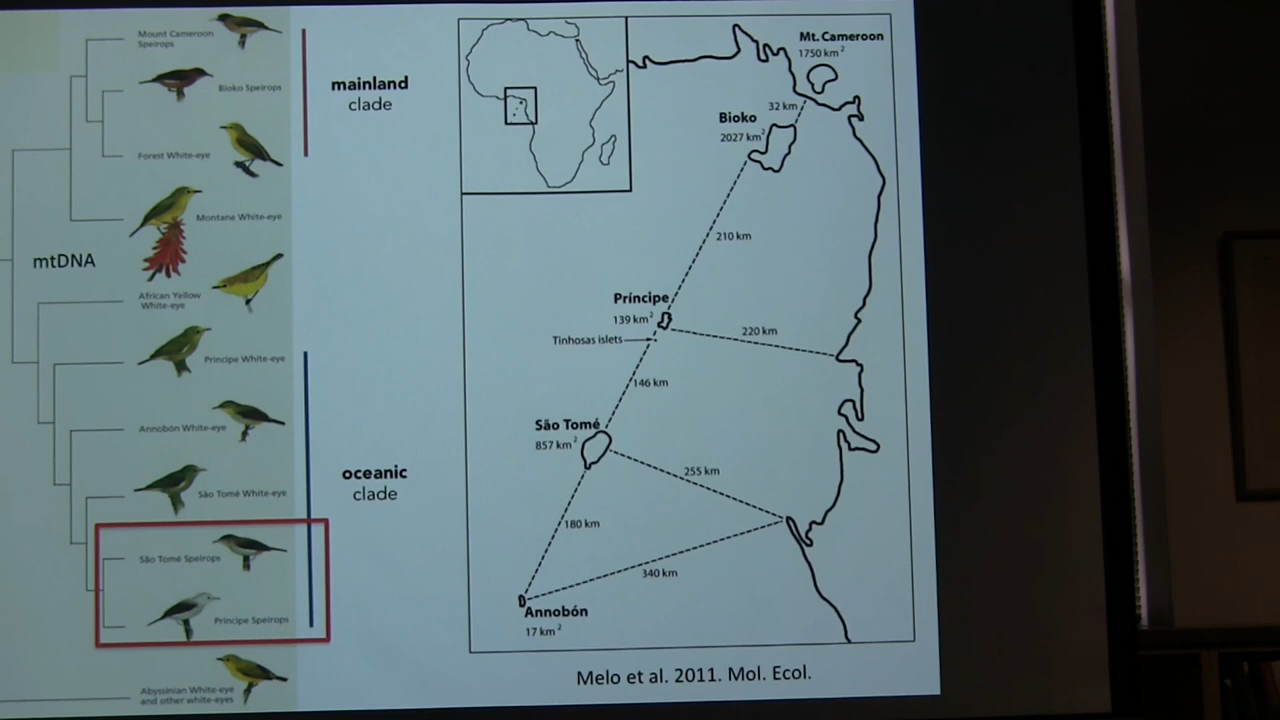 Mount Cameroon
Speirops
Bioko Speirops
Forest White-eye
Montane White-eye
mtDNA
African Yellow
White-eye
Príncipe White-eye
Annobón White-eye
São Tomé White-eye
São Tomé Speirops
Príncipe Speirops
Abyssinian White-eye
and other white-eyes
mainland
clade
oceanic
clade
Mt. Cameroon
1750 km²
32 km
Bioko
2027 km²
210 km
Príncipe
139 km²
Tinhosas islets
220 km
146 km
São Tomé
857 km²
255 km
180 km
340 km
Annobón
17 km²
Melo et al. 2011. Mol. Ecol.